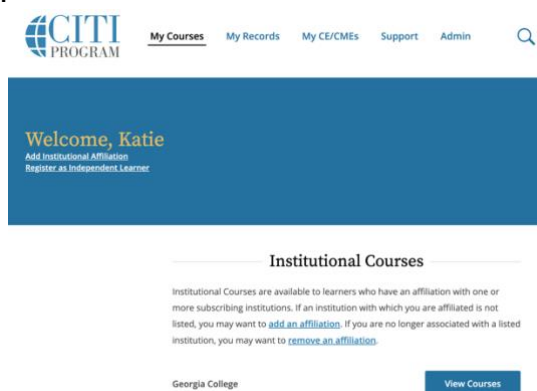 CITI
PROGRAM
My Courses My Records My CE/CMEs Support Admin
Welcome, Katie
Add Institutional Affiliation
Register as Independent Learner
Institutional Courses
Institutional Courses are available to learners who have an affiliation with one or
more subscribing institutions. If an institution with which you are affiliated is not
listed, you may want to add an affiliation. If you are no longer associated with a listed
institution, you may want to remove an affiliation.
Georgia College View Courses